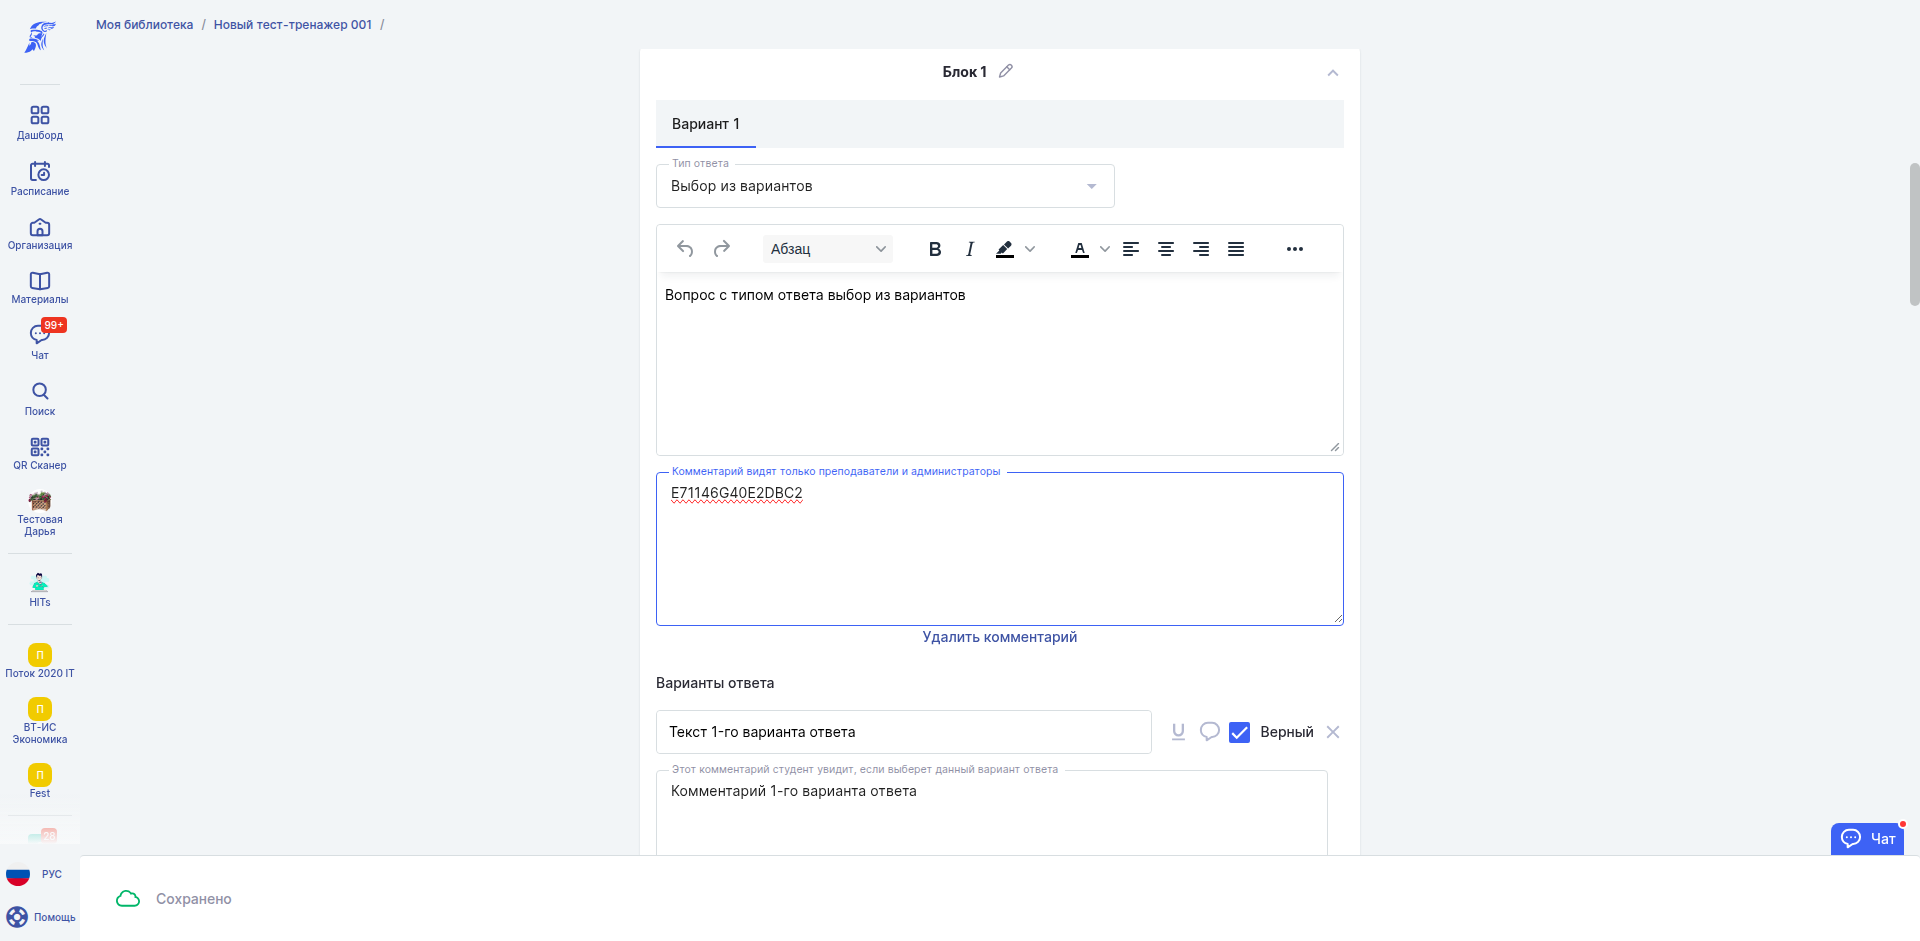 Моя библиотека / Новый тест-тренажер 001 /
Дашборд
Расписание
Организация
Материалы
99+
Чат
Поиск
QR Сканер
Тестовая
Дарья
HITs
П
Поток 2020 IT
П
ВТ-ИС
Экономика
П
Fest
28
РУС
Помощь
Блок 1
Вариант 1
Тип ответа
Выбор из вариантов
Абзац
B I A
Вопрос с типом ответа выбор из вариантов
Комментарий видят только преподаватели и администраторы
E71146G40E2DBC2
Удалить комментарий
Варианты ответа
Текст 1-го варианта ответа
U
Верный
Этот комментарий студент увидит, если выберет данный вариант ответа
Комментарий 1-го варианта ответа
Чат
Сохранено